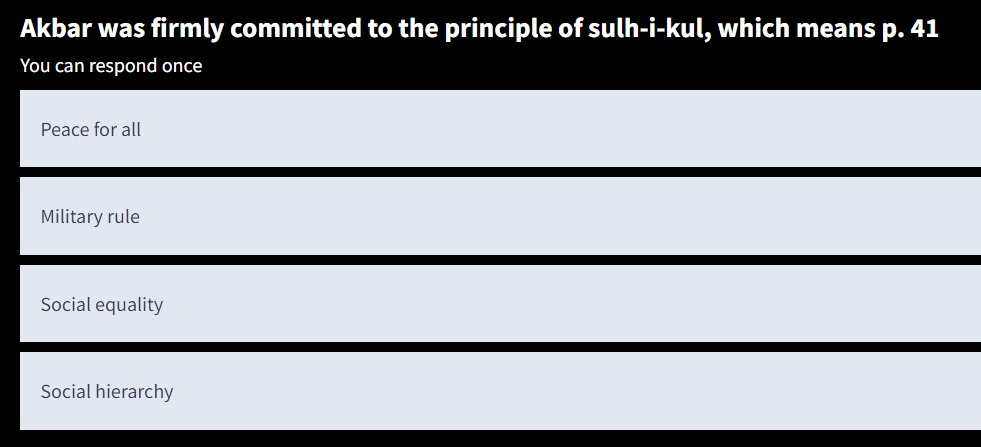 Akbar was firmly committed to the principle of sulh-i-kul, which means p. 41
You can respond once
Peace for all
Military rule
Social equality
Social hierarchy